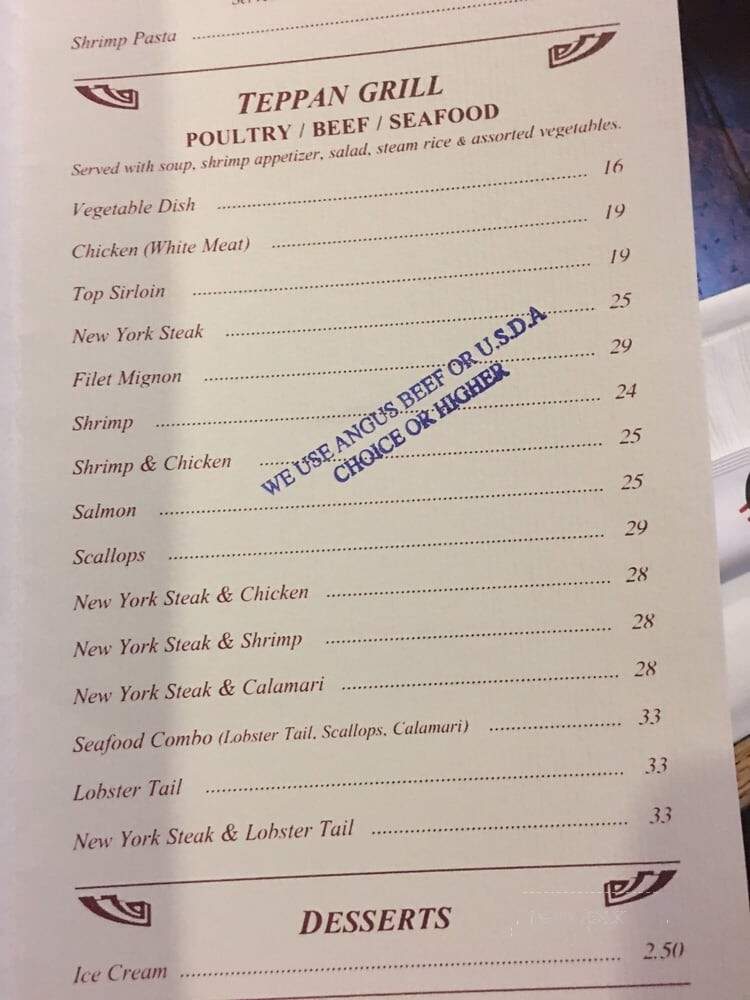 Shrimp Pasta ........................
TEPPAN GRILL
POULTRY / BEEF / SEAFOOD
Served with soup, shrimp appetizer, salad, steam rice & assorted vegetables.
Vegetable Dish ........................ 16
Chicken (White Meat) ........................ 19
Top Sirloin ........................ 19
New York Steak ........................ 25
Filet Mignon ........................ 29
Shrimp ........................ 24
Shrimp & Chicken ........................ 25
Salmon ........................ 25
Scallops ........................ 29
New York Steak & Chicken ........................ 28
New York Steak & Shrimp ........................ 28
New York Steak & Calamari ........................ 28
Seafood Combo (Lobster Tail, Scallops, Calamari) ........................ 33
Lobster Tail ........................ 33
New York Steak & Lobster Tail ........................ 33
WE USE ANGUS BEEF OR U.S.D.A
CHOICE OR HIGHER
DESSERTS
Ice Cream ........................ 2.50